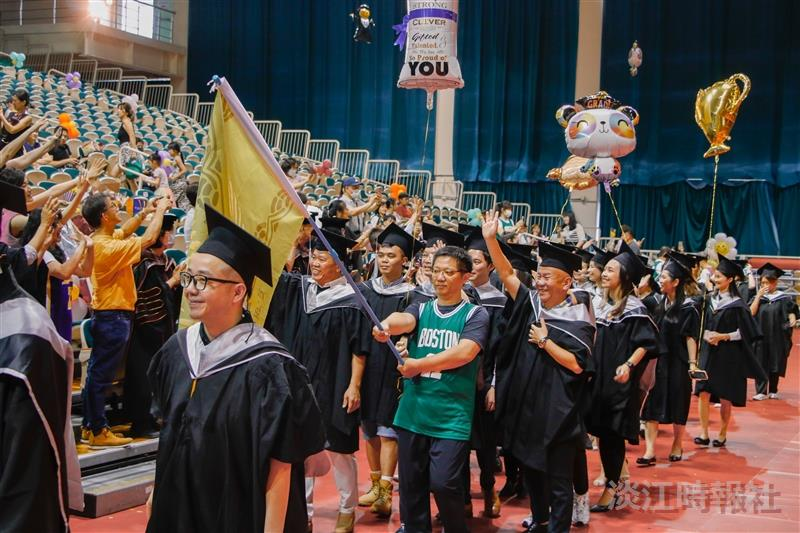 STRONG
CLEVER
Gifted
Talented
So Proud of
YOU
GRAD
BOSTON
淡江時報社